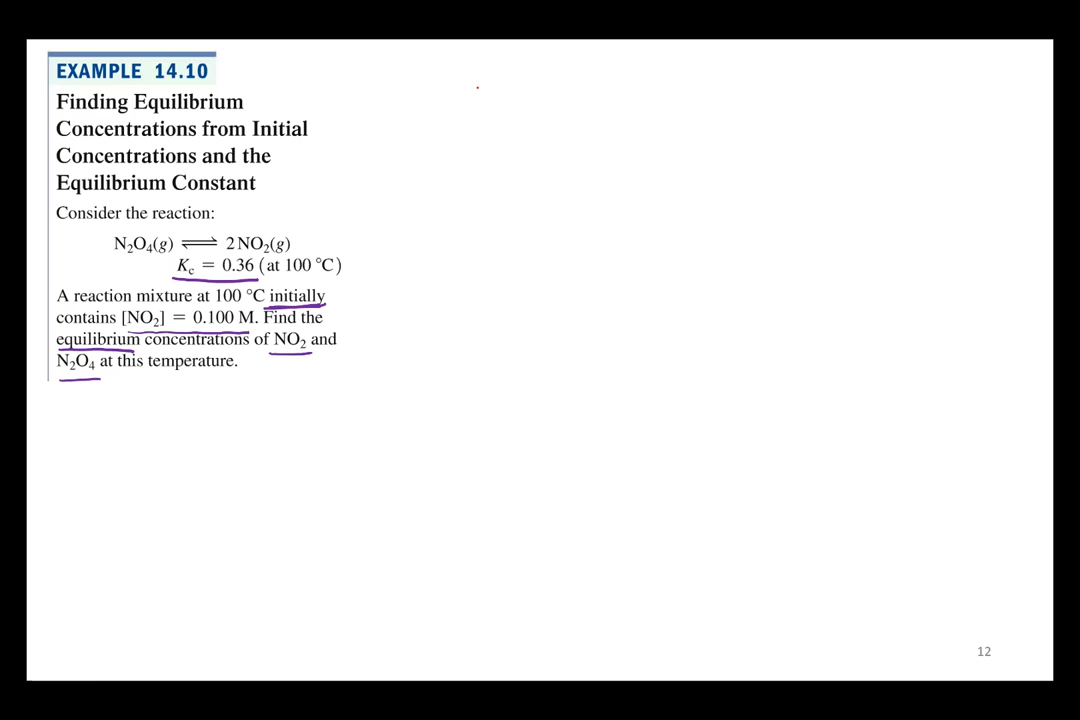 EXAMPLE 14.10
Finding Equilibrium
Concentrations from Initial
Concentrations and the
Equilibrium Constant
Consider the reaction:
N₂O₄(g) ⇌ 2 NO₂(g)
K꜀ = 0.36 (at 100 °C)
A reaction mixture at 100 °C initially
contains [NO₂] = 0.100 M. Find the
equilibrium concentrations of NO₂ and
N₂O₄ at this temperature.
12